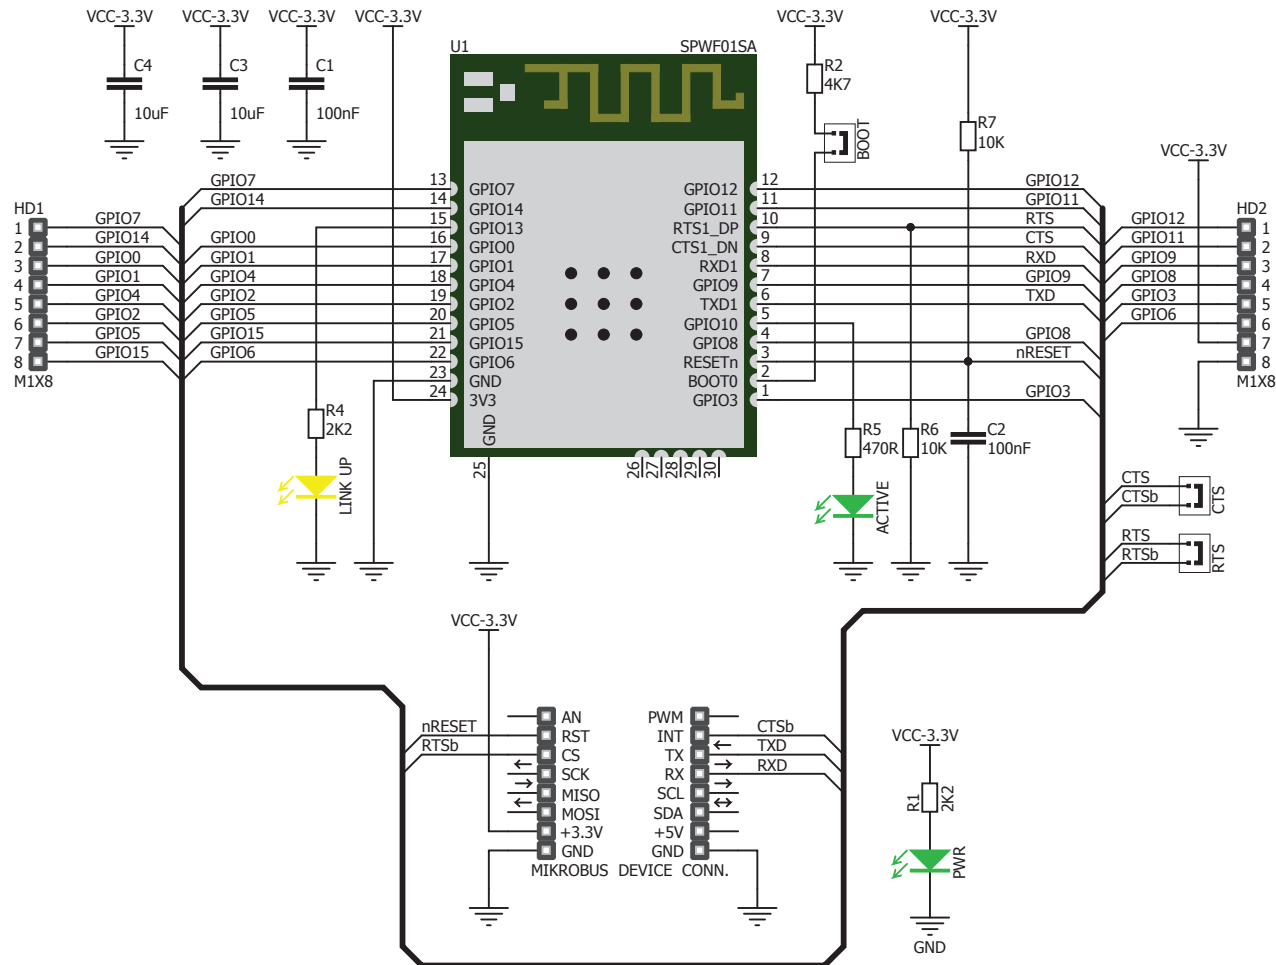 VCC-3.3V VCC-3.3V VCC-3.3V VCC-3.3V VCC-3.3V VCC-3.3V
U1 SPWF01SA
C4 C3 C1 R2
4K7
10uF 10uF 100nF
R7
10K
BOOT
VCC-3.3V
GPIO7 13 GPIO7 GPIO12 12 GPIO12
GPIO14 14 GPIO14 GPIO11 11 GPIO11
15 GPIO13 RTS1_DP 10 RTS
GPIO0 16 GPIO0 CTS1_DN 9 CTS
GPIO1 17 GPIO1 RXD1 8 RXD
GPIO4 18 GPIO4 GPIO9 7 GPIO9
GPIO2 19 GPIO2 TXD1 6 TXD
GPIO5 20 GPIO5 GPIO10 5
GPIO15 21 GPIO15 GPIO8 4 GPIO8
GPIO6 22 GPIO6 RESETn 3 nRESET
23 GND BOOT0 2
24 3V3 GPIO3 1 GPIO3
HD1
1 GPIO7
2 GPIO14
3 GPIO0
4 GPIO1
5 GPIO4
6 GPIO2
7 GPIO5
8 GPIO15
M1X8
HD2
GPIO12 1
GPIO11 2
GPIO9 3
GPIO8 4
GPIO3 5
GPIO6 6
7
8
M1X8
GND
25
26
27
28
29
30
R4
2K2
LINK UP
R5
470R
ACTIVE
R6
10K
C2
100nF
CTS
CTSb
CTS
RTS
RTSb
RTS
VCC-3.3V
AN PWM
nRESET RST INT CTSb
RTSb CS TX TXD
SCK RX RXD
MISO SCL
MOSI SDA
+3.3V +5V
GND GND
MIKROBUS DEVICE CONN.
VCC-3.3V
R1
2K2
PWR
GND